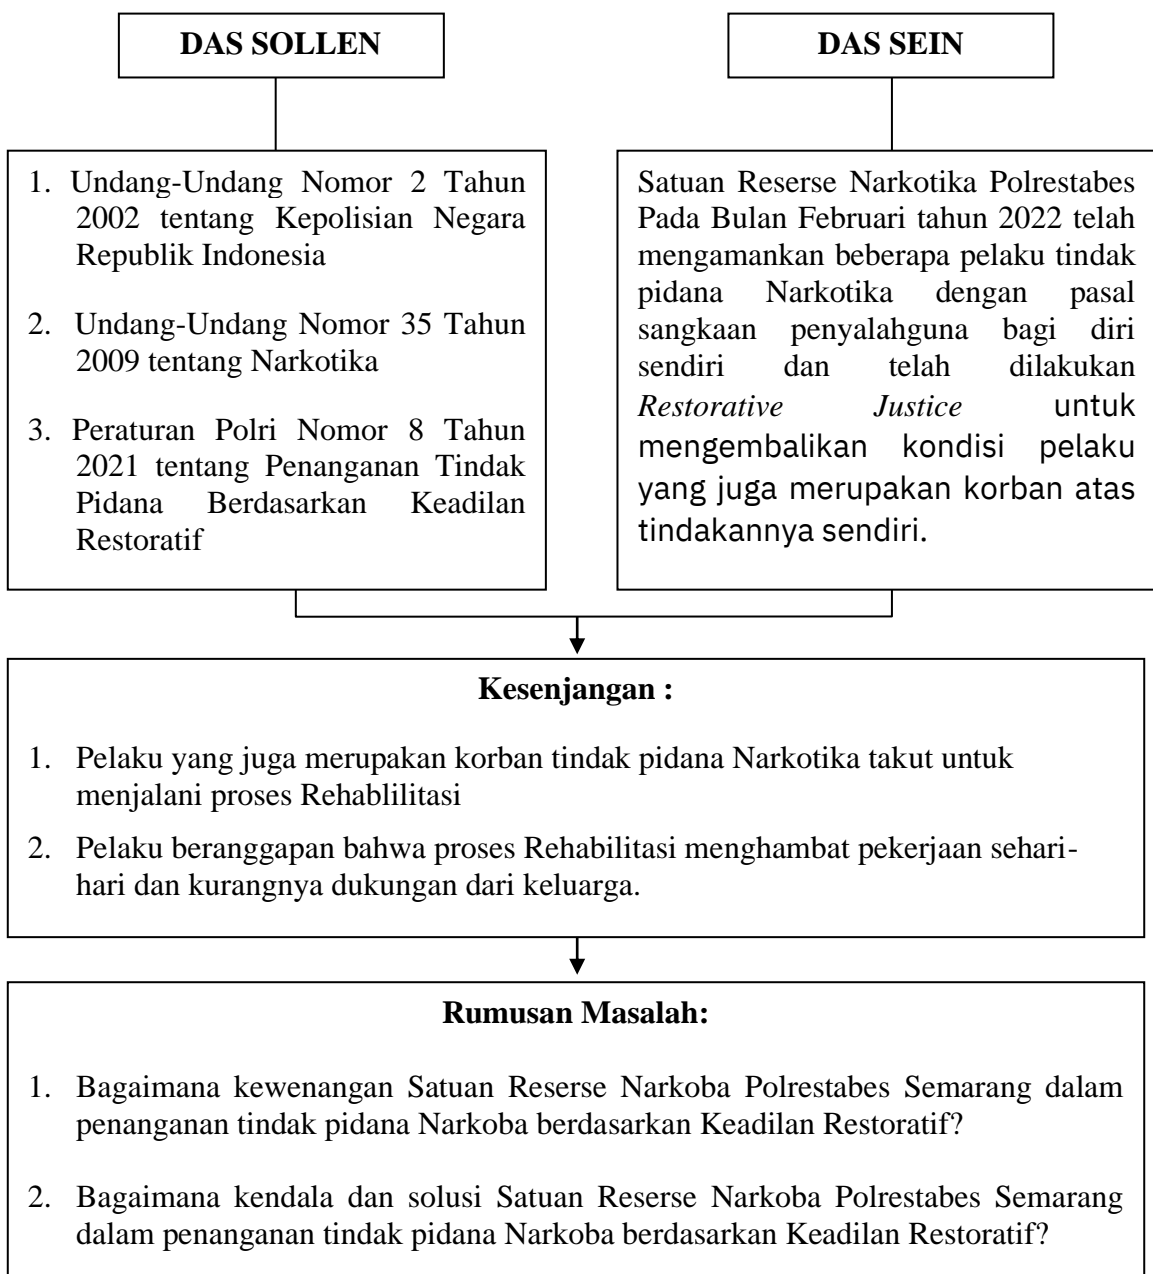 DAS SOLLEN
DAS SEIN
1. Undang-Undang Nomor 2 Tahun
2002 tentang Kepolisian Negara
Republik Indonesia
2. Undang-Undang Nomor 35 Tahun
2009 tentang Narkotika
3. Peraturan Polri Nomor 8 Tahun
2021 tentang Penanganan Tindak
Pidana Berdasarkan Keadilan
Restoratif
Satuan Reserse Narkotika Polrestabes
Pada Bulan Februari tahun 2022 telah
mengamankan beberapa pelaku tindak
pidana Narkotika dengan pasal
sangkaan penyalahguna bagi diri
sendiri dan telah dilakukan
Restorative Justice untuk
mengembalikan kondisi pelaku
yang juga merupakan korban atas
tindakannya sendiri.
Kesenjangan :
1. Pelaku yang juga merupakan korban tindak pidana Narkotika takut untuk
menjalani proses Rehablilitasi
2. Pelaku beranggapan bahwa proses Rehabilitasi menghambat pekerjaan sehari-
hari dan kurangnya dukungan dari keluarga.
Rumusan Masalah:
1. Bagaimana kewenangan Satuan Reserse Narkoba Polrestabes Semarang dalam
penanganan tindak pidana Narkoba berdasarkan Keadilan Restoratif?
2. Bagaimana kendala dan solusi Satuan Reserse Narkoba Polrestabes Semarang
dalam penanganan tindak pidana Narkoba berdasarkan Keadilan Restoratif?